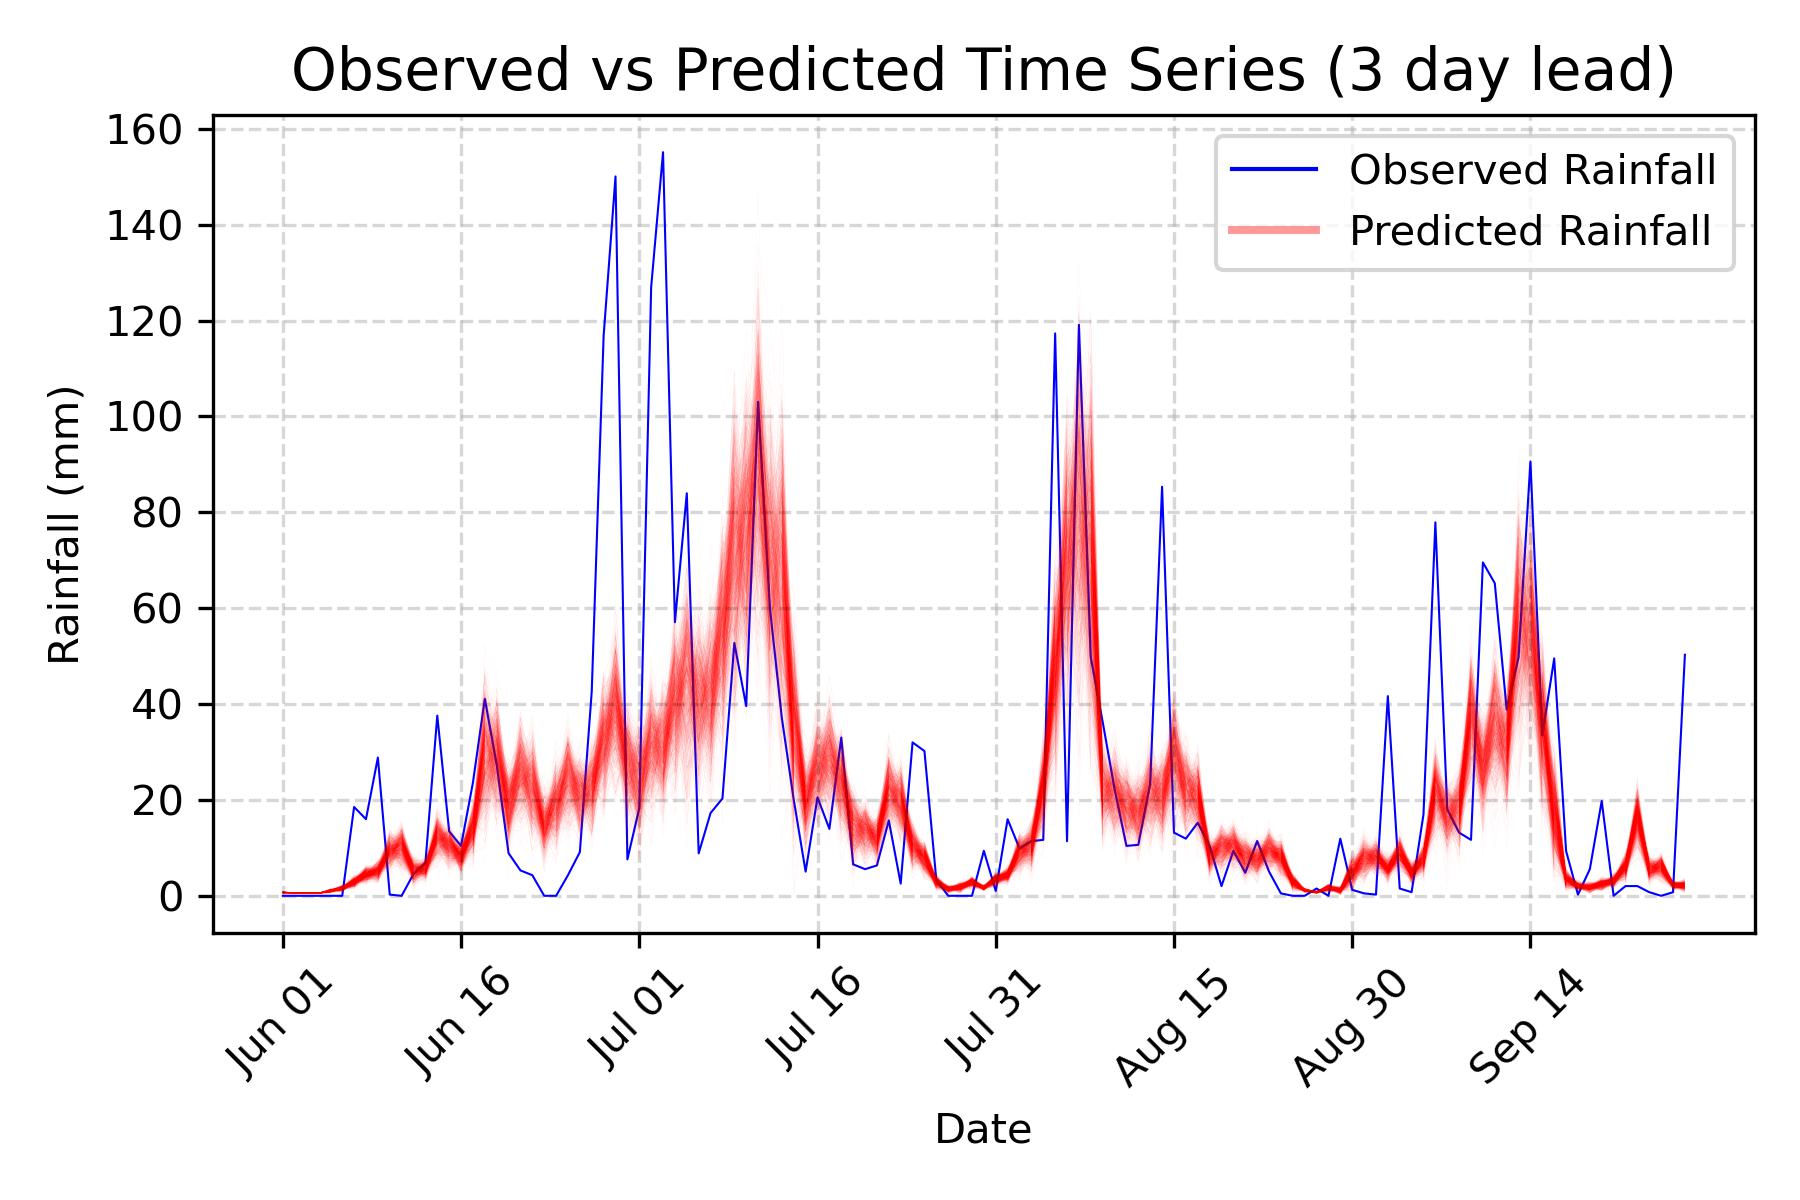 Observed vs Predicted Time Series (3 day lead)
160
140
120
100
80
60
40
20
0
Rainfall (mm)
Observed Rainfall
Predicted Rainfall
Jun 01
Jun 16
Jul 01
Jul 16
Jul 31
Aug 15
Aug 30
Sep 14
Date